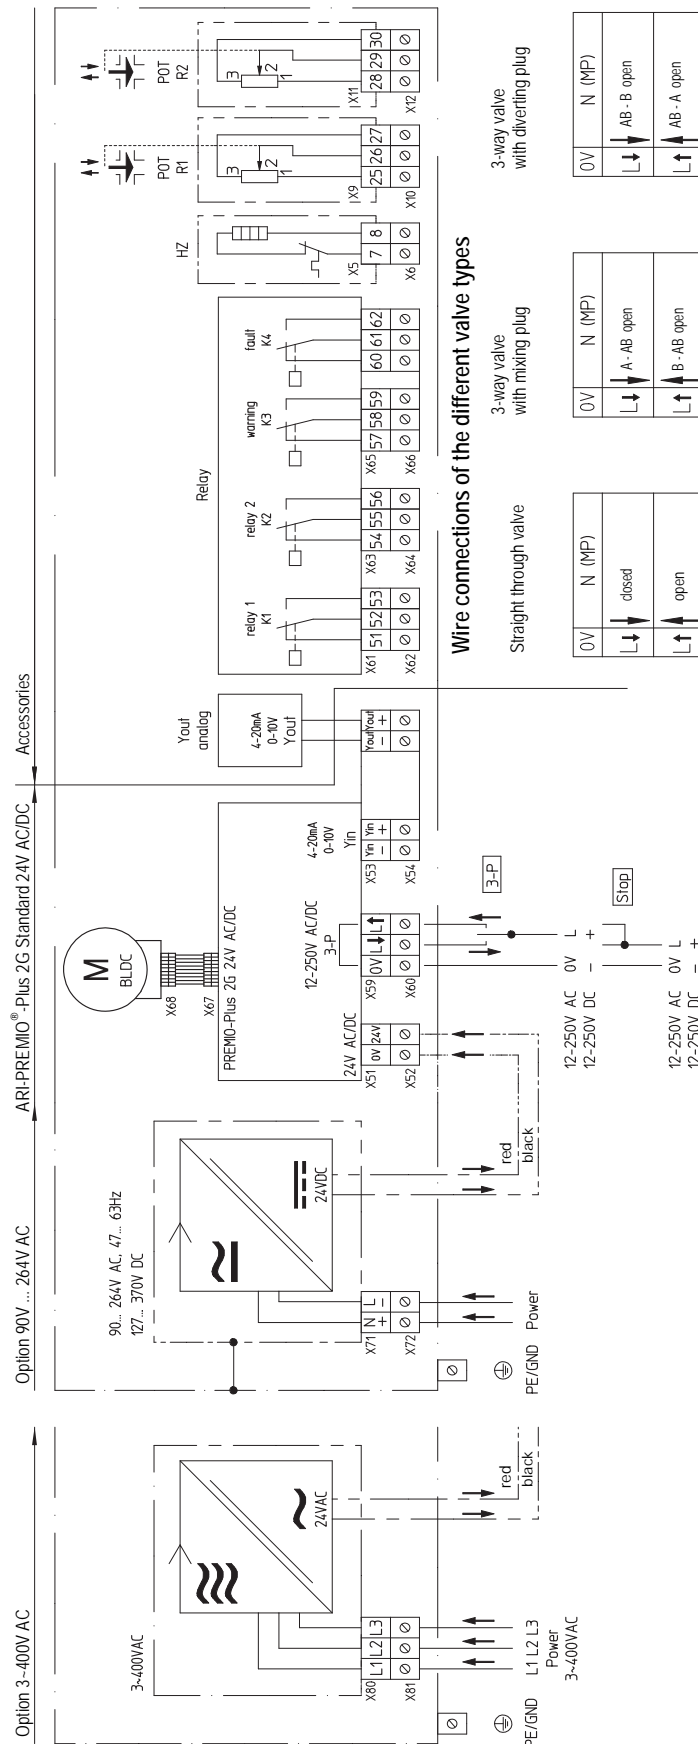 Option 3~400V AC
Option 90V ... 264V AC
ARI-PREMIO®-Plus 2G Standard 24V AC/DC
Accessories
3~400VAC
24VAC
X80
L1 L2 L3
X81
red
black
PE/GND
L1 L2 L3
Power
3~400VAC
90... 264V AC, 47... 63Hz
127... 370V DC
24VDC
X71
N L
+ −
X72
red
black
PE/GND
Power
M
BLDC
X68
X67
PREMIO-Plus 2G 24V AC/DC
24V AC/DC
X51
0V 24V
X52
12-250V AC/DC
3-P
X59
0V L L
X60
4-20mA
0-10V
Yin
X53
Yin Yin
− +
X54
3-P
12-250V AC 0V L
12-250V DC − +
Stop
12-250V AC 0V L
12-250V DC − +
Yout
analog
4-20mA
0-10V
Yout
Yout Yout
− +
Relay
relay 1
K1
X61
51 52 53
X62
relay 2
K2
X63
54 55 56
X64
warning
K3
X65
57 58 59
X66
fault
K4
60 61 62
HZ
X5
7 8
X6
POT
R1
3
2
1
X9
25 26 27
X10
POT
R2
3
2
1
X11
28 29 30
X12
Wire connections of the different valve types
Straight through valve
0V N (MP)
L closed
L open
3-way valve
with mixing plug
0V N (MP)
L A - AB open
L B - AB open
3-way valve
with diverting plug
0V N (MP)
L AB - B open
L AB - A open